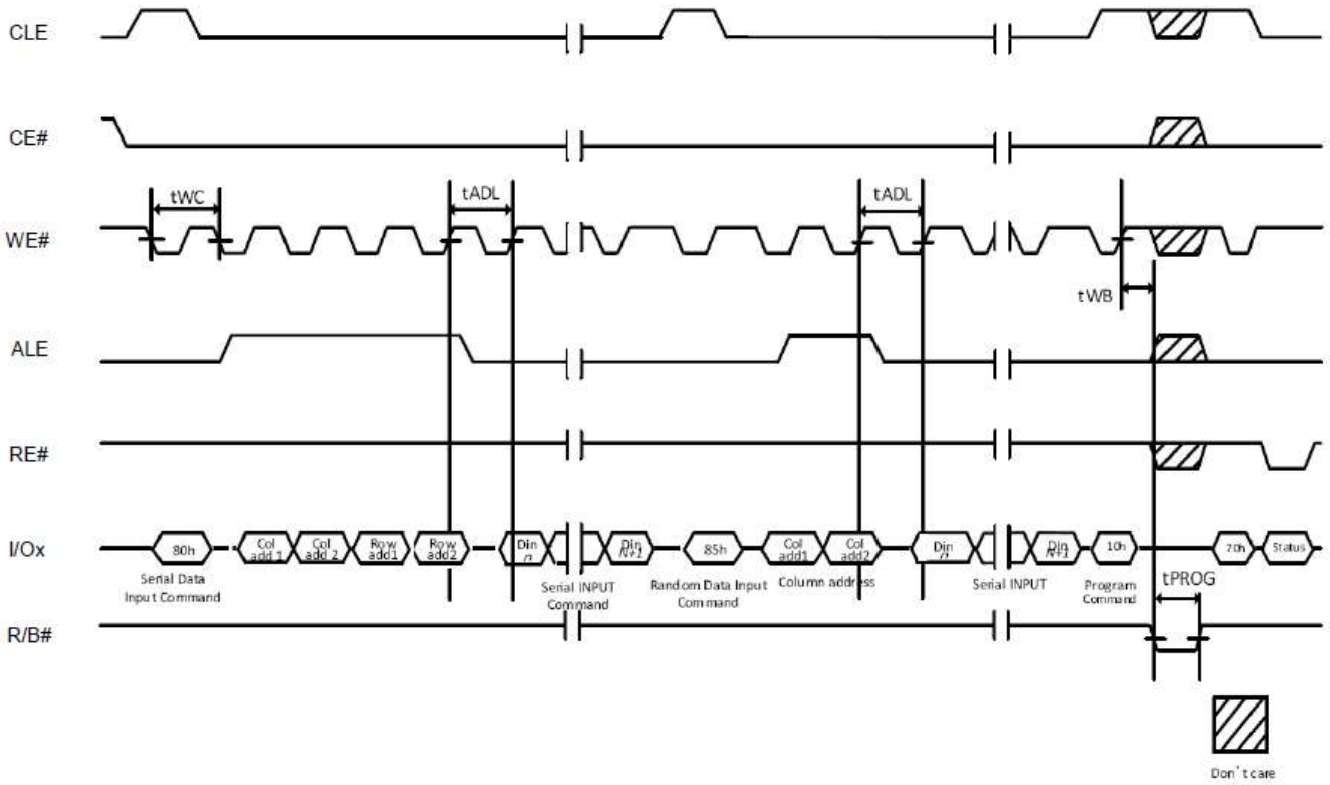 CLE
CE#
tWC
tADL
tADL
WE#
tWB
ALE
RE#
I/Ox
80h
Col
add 1
Col
add 2
Row
add1
Row
add2
Din
n
Din
N+1
85h
Col
add1
Col
add2
Din
n
Din
N+1
10h
70h
Status
Serial Data
Input Command
Serial INPUT
Command
Random Data Input
Command
Column address
Serial INPUT
Program
Command
tPROG
R/B#
Don't care